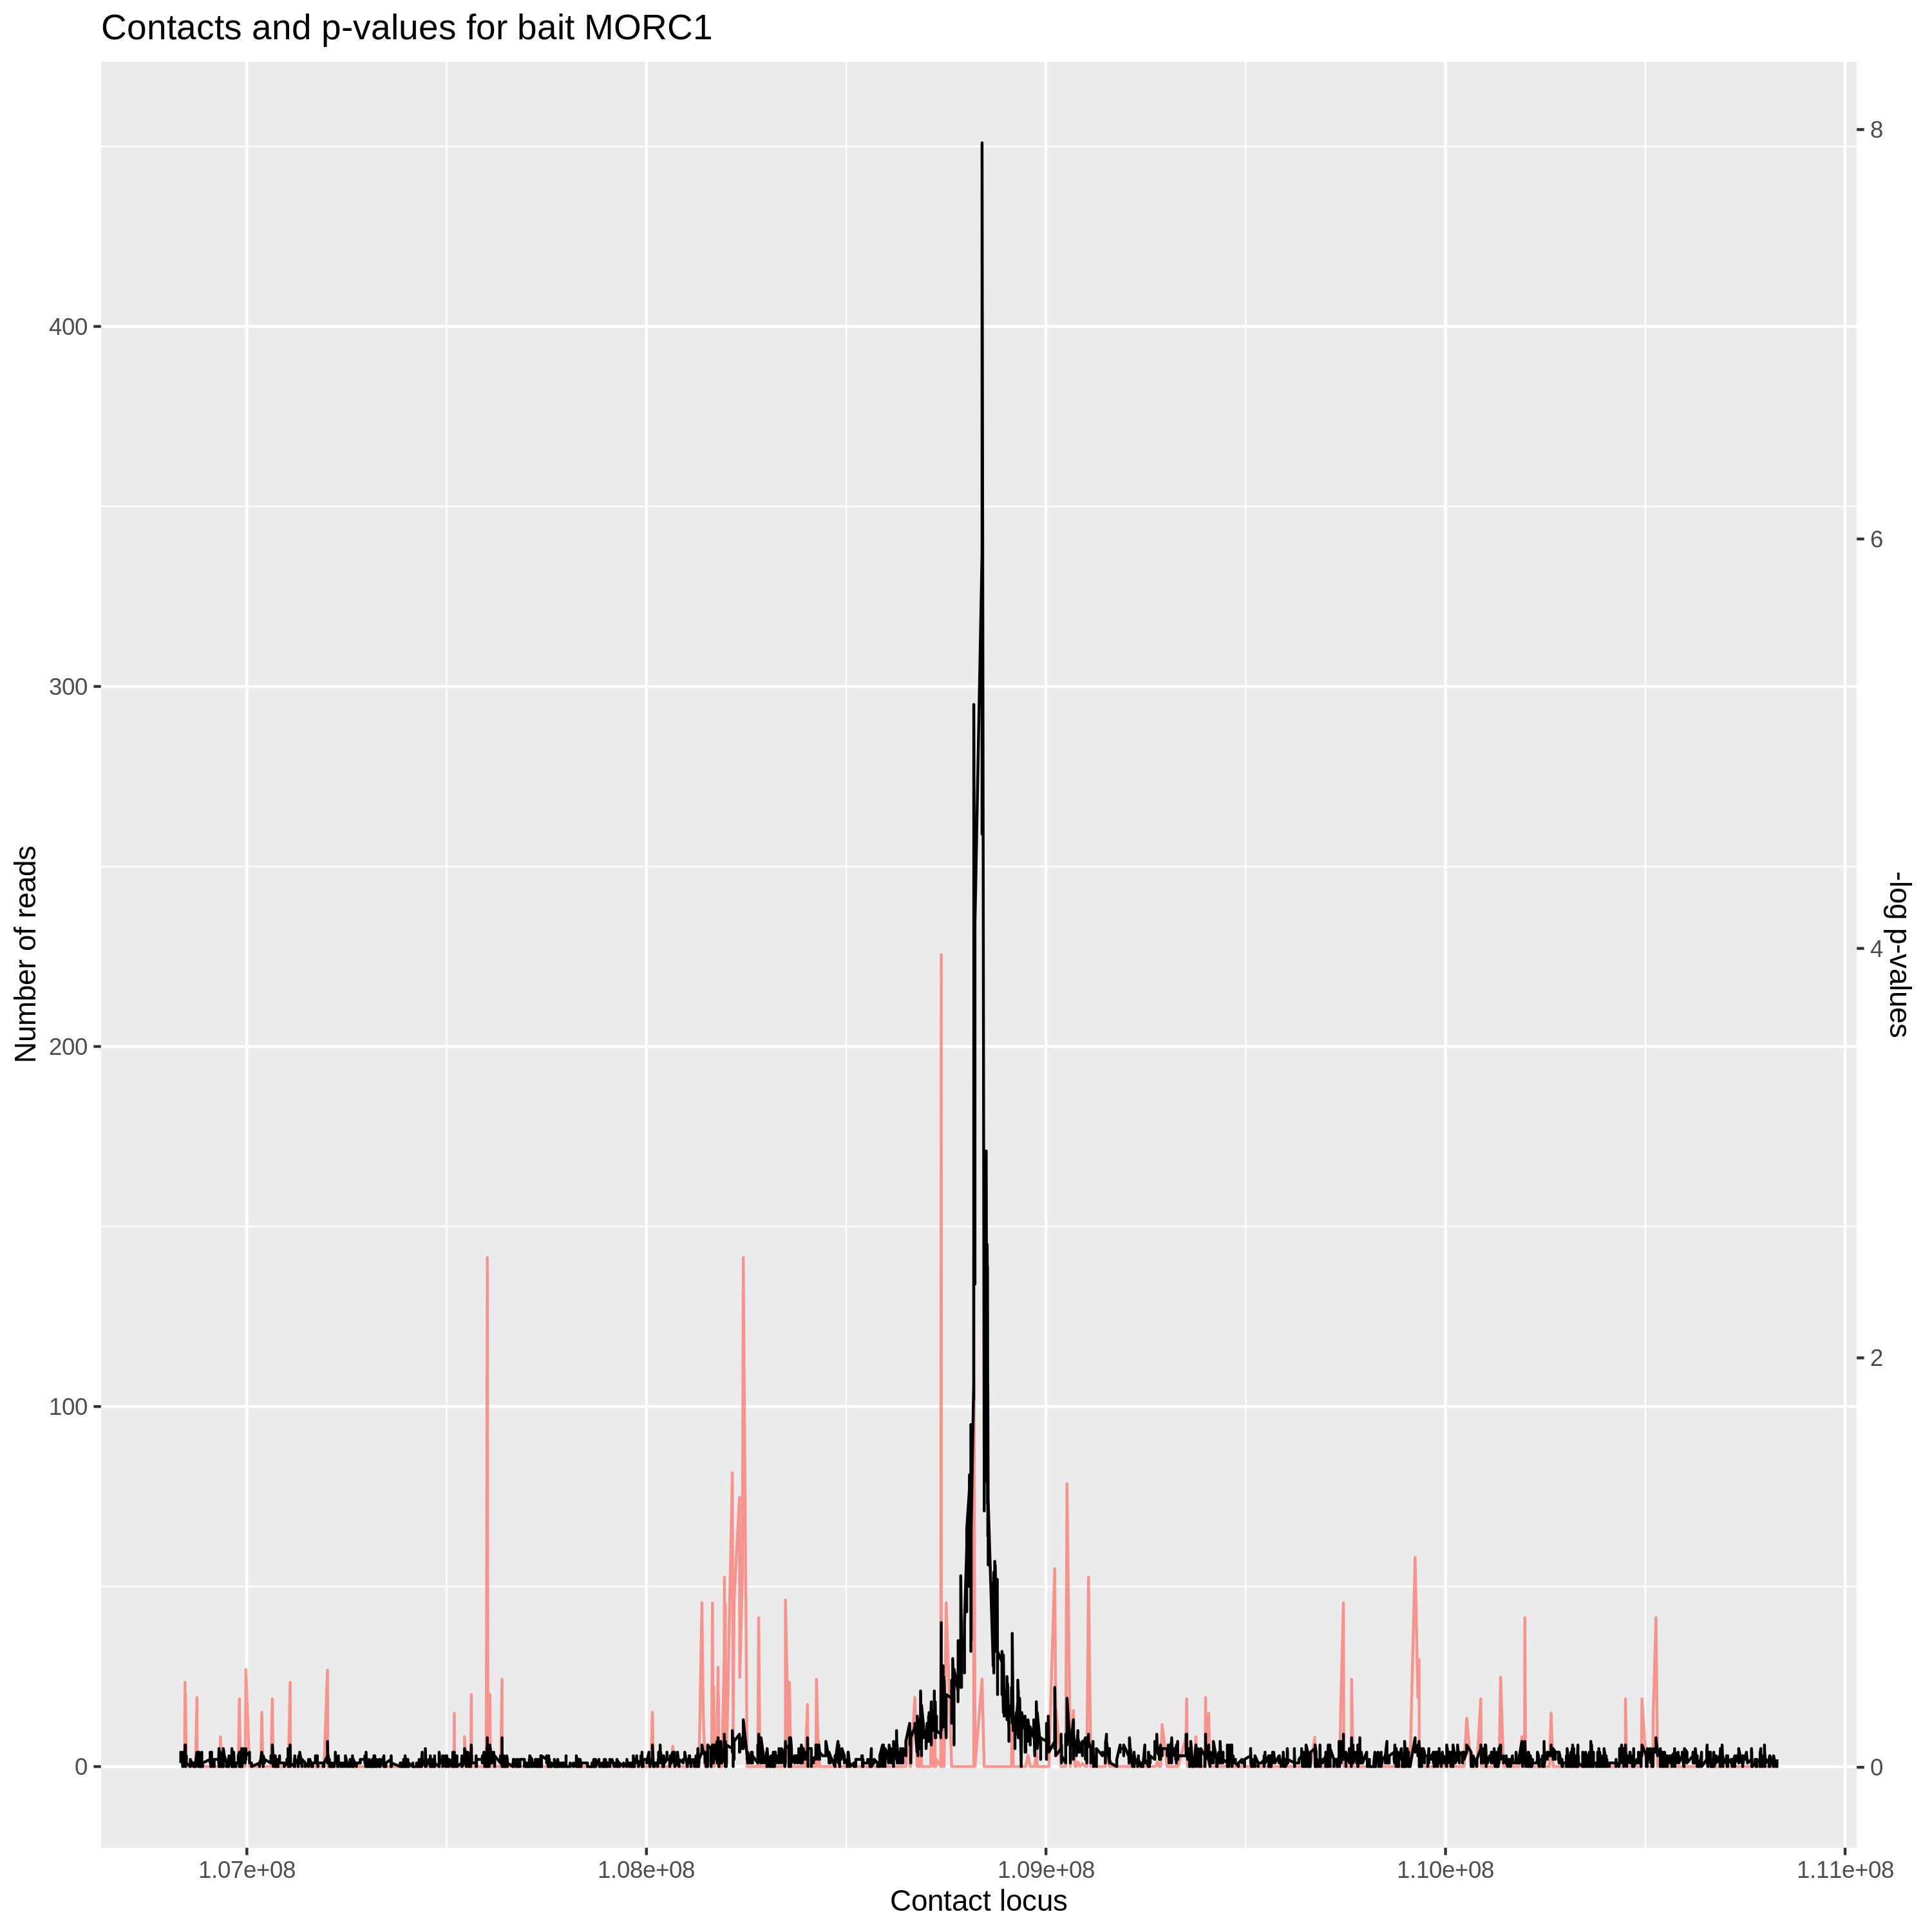 Contacts and p-values for bait MORC1
Number of reads
400
300
200
100
0
8
6
4
2
0
-log p-values
1.07e+08
1.08e+08
1.09e+08
1.10e+08
1.11e+08
Contact locus